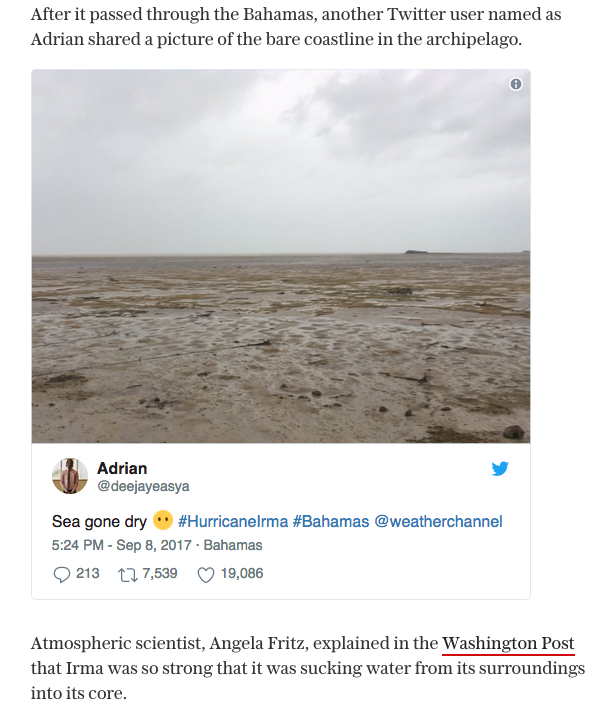 After it passed through the Bahamas, another Twitter user named as
Adrian shared a picture of the bare coastline in the archipelago.
Adrian
@deejayeasya
Sea gone dry 😶 #HurricaneIrma #Bahamas @weatherchannel
5:24 PM - Sep 8, 2017 · Bahamas
213 7,539 19,086
Atmospheric scientist, Angela Fritz, explained in the Washington Post
that Irma was so strong that it was sucking water from its surroundings
into its core.